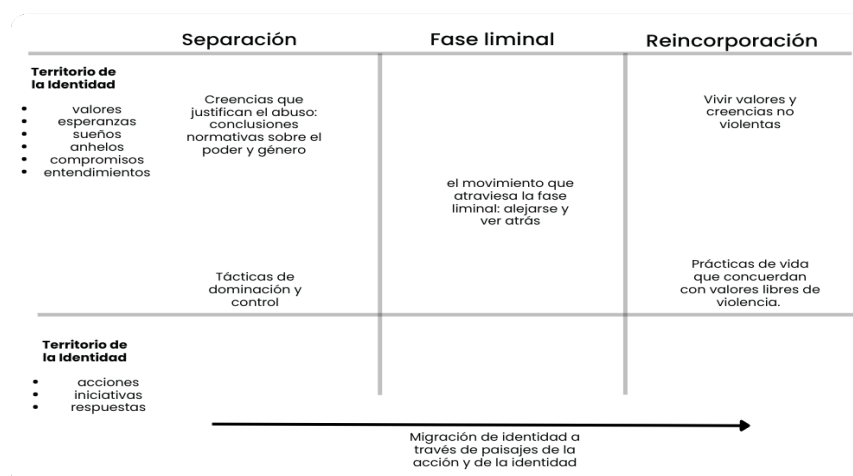 Separación
Fase liminal
Reincorporación
Territorio de
la Identidad
• valores
• esperanzas
• sueños
• anhelos
• compromisos
• entendimientos
Creencias que
justifican el abuso:
conclusiones
normativas sobre el
poder y género
Vivir valores y
creencias no
violentas
el movimiento que
atraviesa la fase
liminal: alejarse y
ver atrás
Tácticas de
dominación y
control
Prácticas de vida
que concuerdan
con valores libres de
violencia.
Territorio de
la Identidad
• acciones
• iniciativas
• respuestas
Migración de identidad a
través de paisajes de la
acción y de la identidad